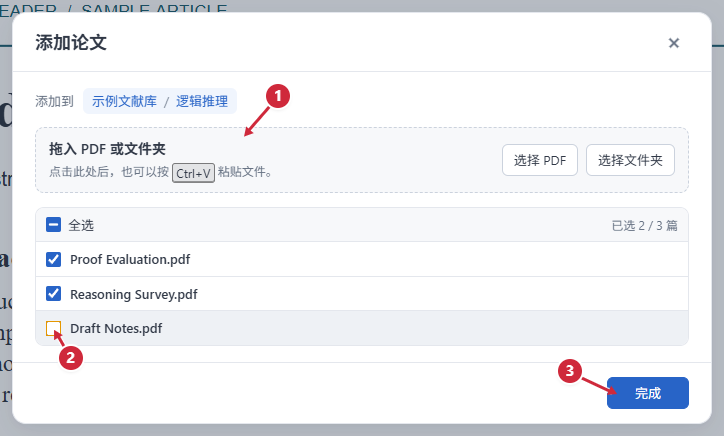 EADER / SAMPLE ARTICLE
添加论文
添加到 示例文献库 / 逻辑推理
1
拖入 PDF 或文件夹
点击此处后，也可以按 Ctrl+V 粘贴文件。
选择 PDF 选择文件夹
全选 已选 2 / 3 篇
Proof Evaluation.pdf
Reasoning Survey.pdf
Draft Notes.pdf
2
3
完成